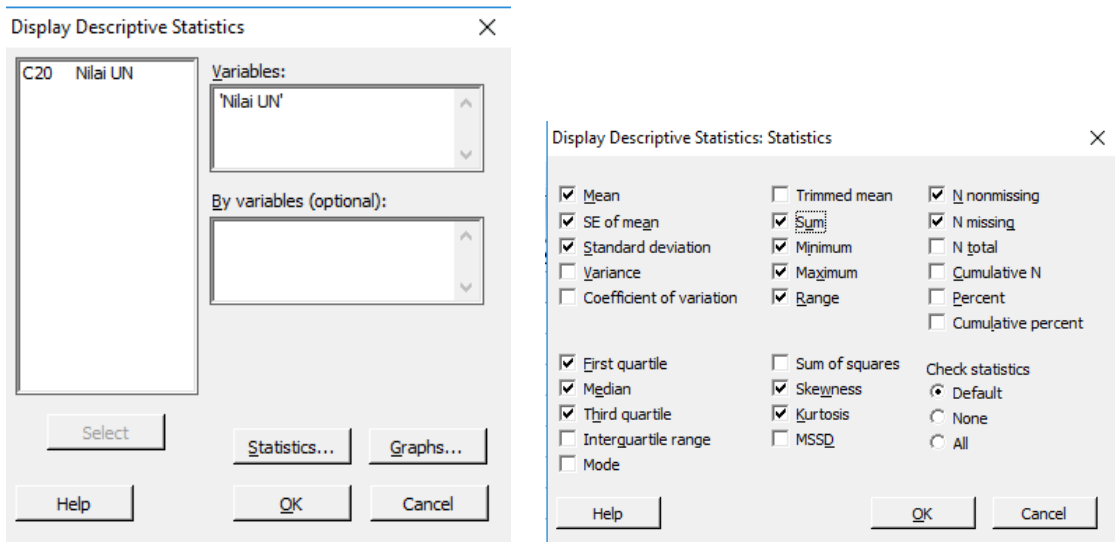 Display Descriptive Statistics
C20 Nilai UN
Variables:
'Nilai UN'
By variables (optional):
Select
Statistics...
Graphs...
Help
OK
Cancel
Display Descriptive Statistics: Statistics
Mean
SE of mean
Standard deviation
Variance
Coefficient of variation
Trimmed mean
Sum
Minimum
Maximum
Range
N nonmissing
N missing
N total
Cumulative N
Percent
Cumulative percent
First quartile
Median
Third quartile
Interquartile range
Mode
Sum of squares
Skewness
Kurtosis
MSSD
Check statistics
Default
None
All
Help
OK
Cancel